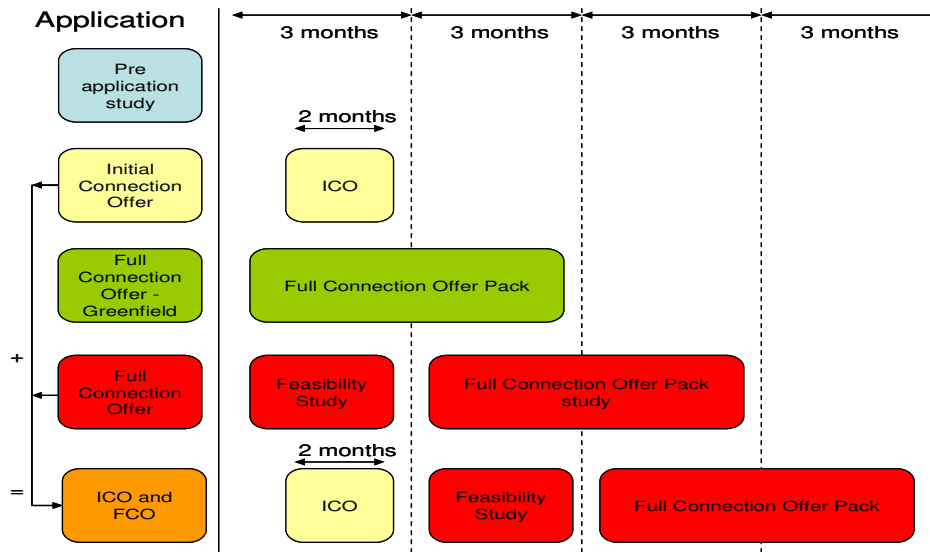 Application
3 months
3 months
3 months
3 months
Pre
application
study
2 months
Initial
Connection
Offer
ICO
Full
Connection
Offer -
Greenfield
Full Connection Offer Pack
+
Full
Connection
Offer
Feasibility
Study
Full Connection Offer Pack
study
2 months
=
ICO and
FCO
ICO
Feasibility
Study
Full Connection Offer Pack